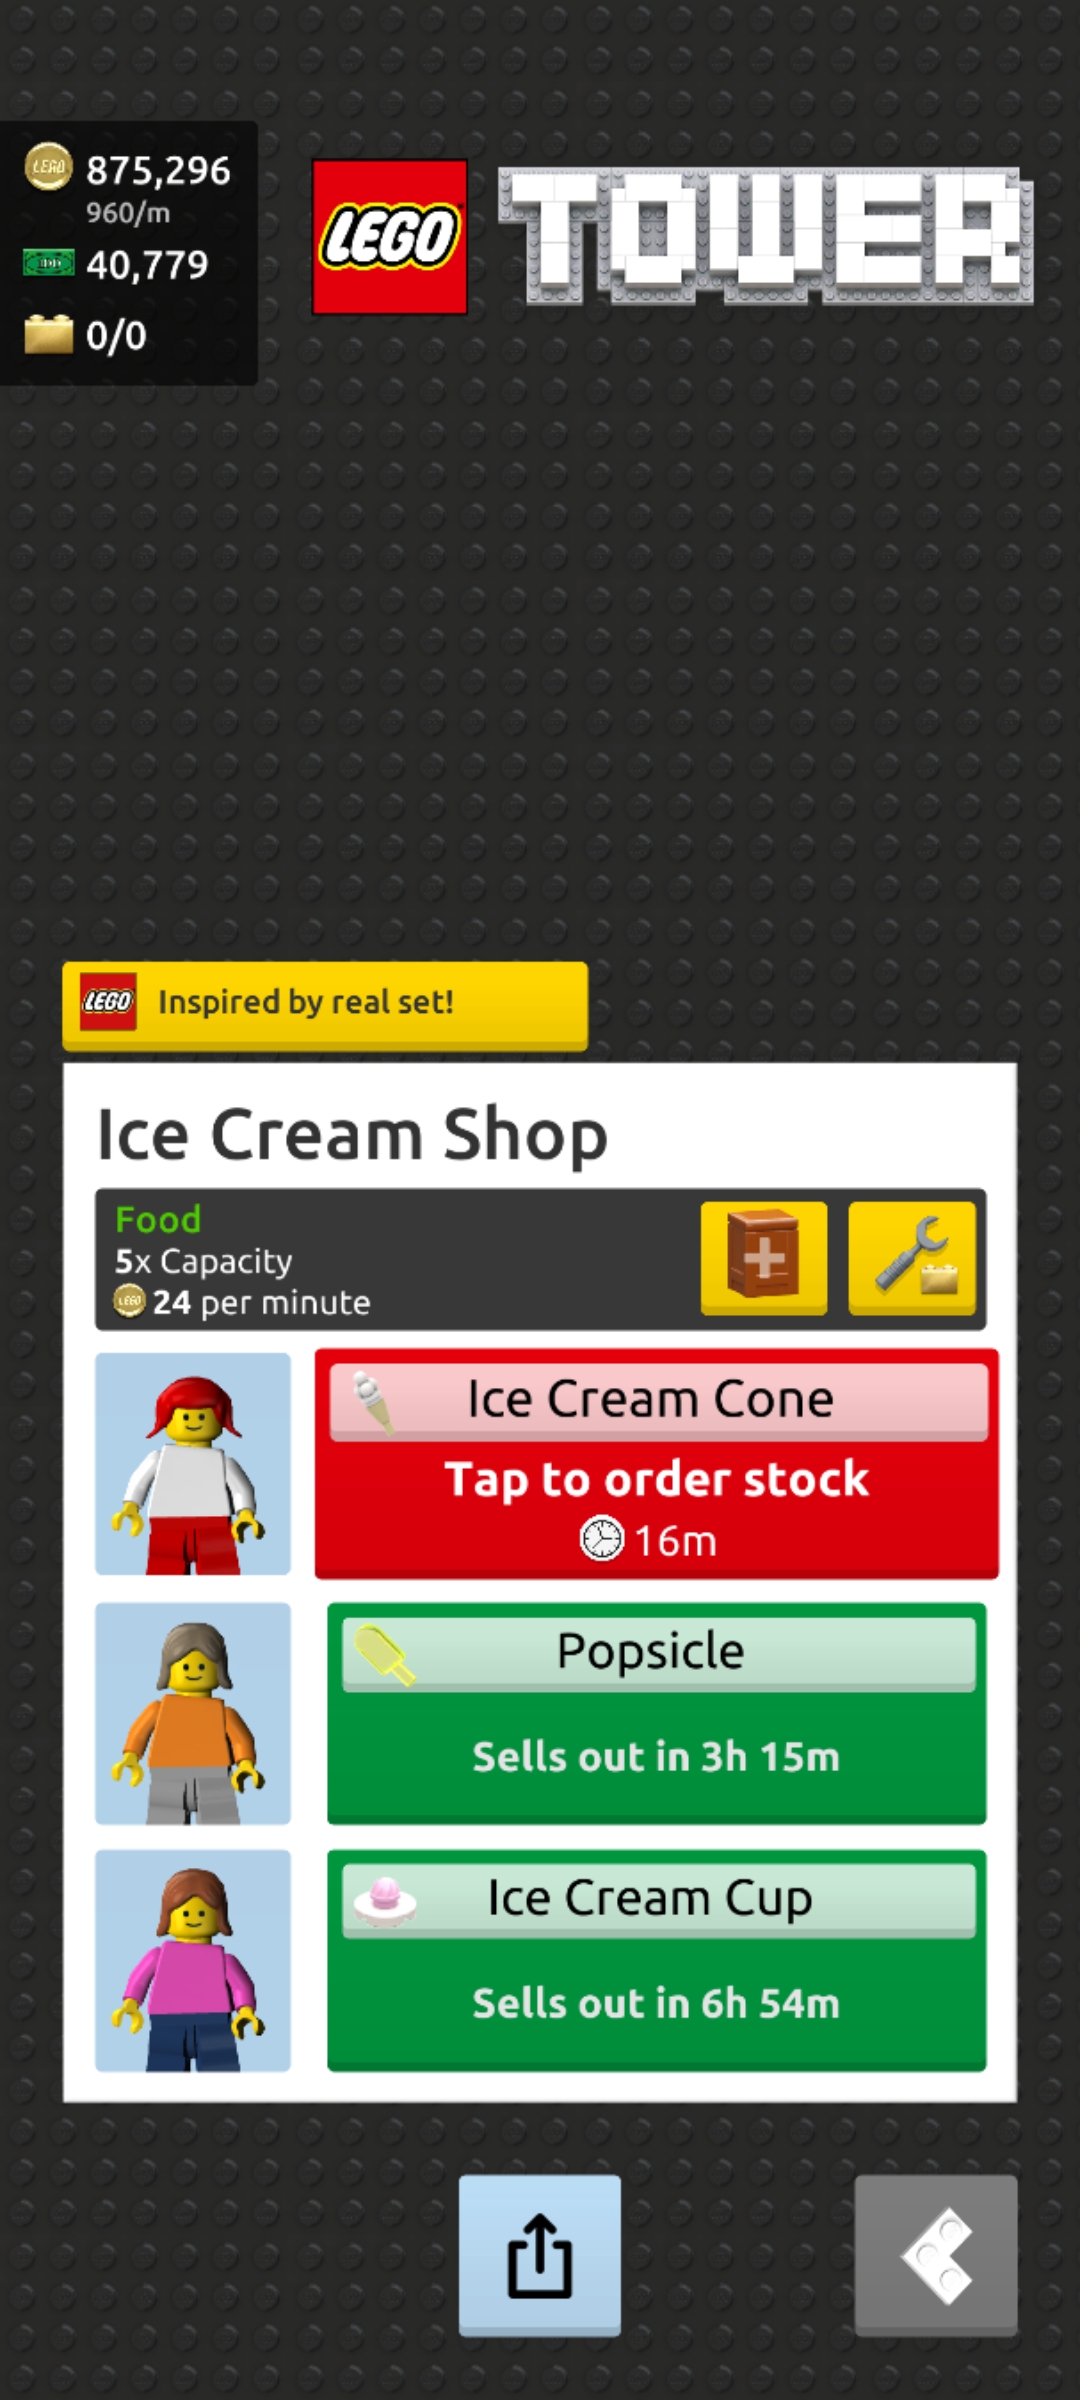 LEGO 875,296
960/m
40,779
0/0
LEGO TOWER
LEGO Inspired by real set!
Ice Cream Shop
Food
5x Capacity
LEGO 24 per minute
Ice Cream Cone
Tap to order stock
16m
Popsicle
Sells out in 3h 15m
Ice Cream Cup
Sells out in 6h 54m